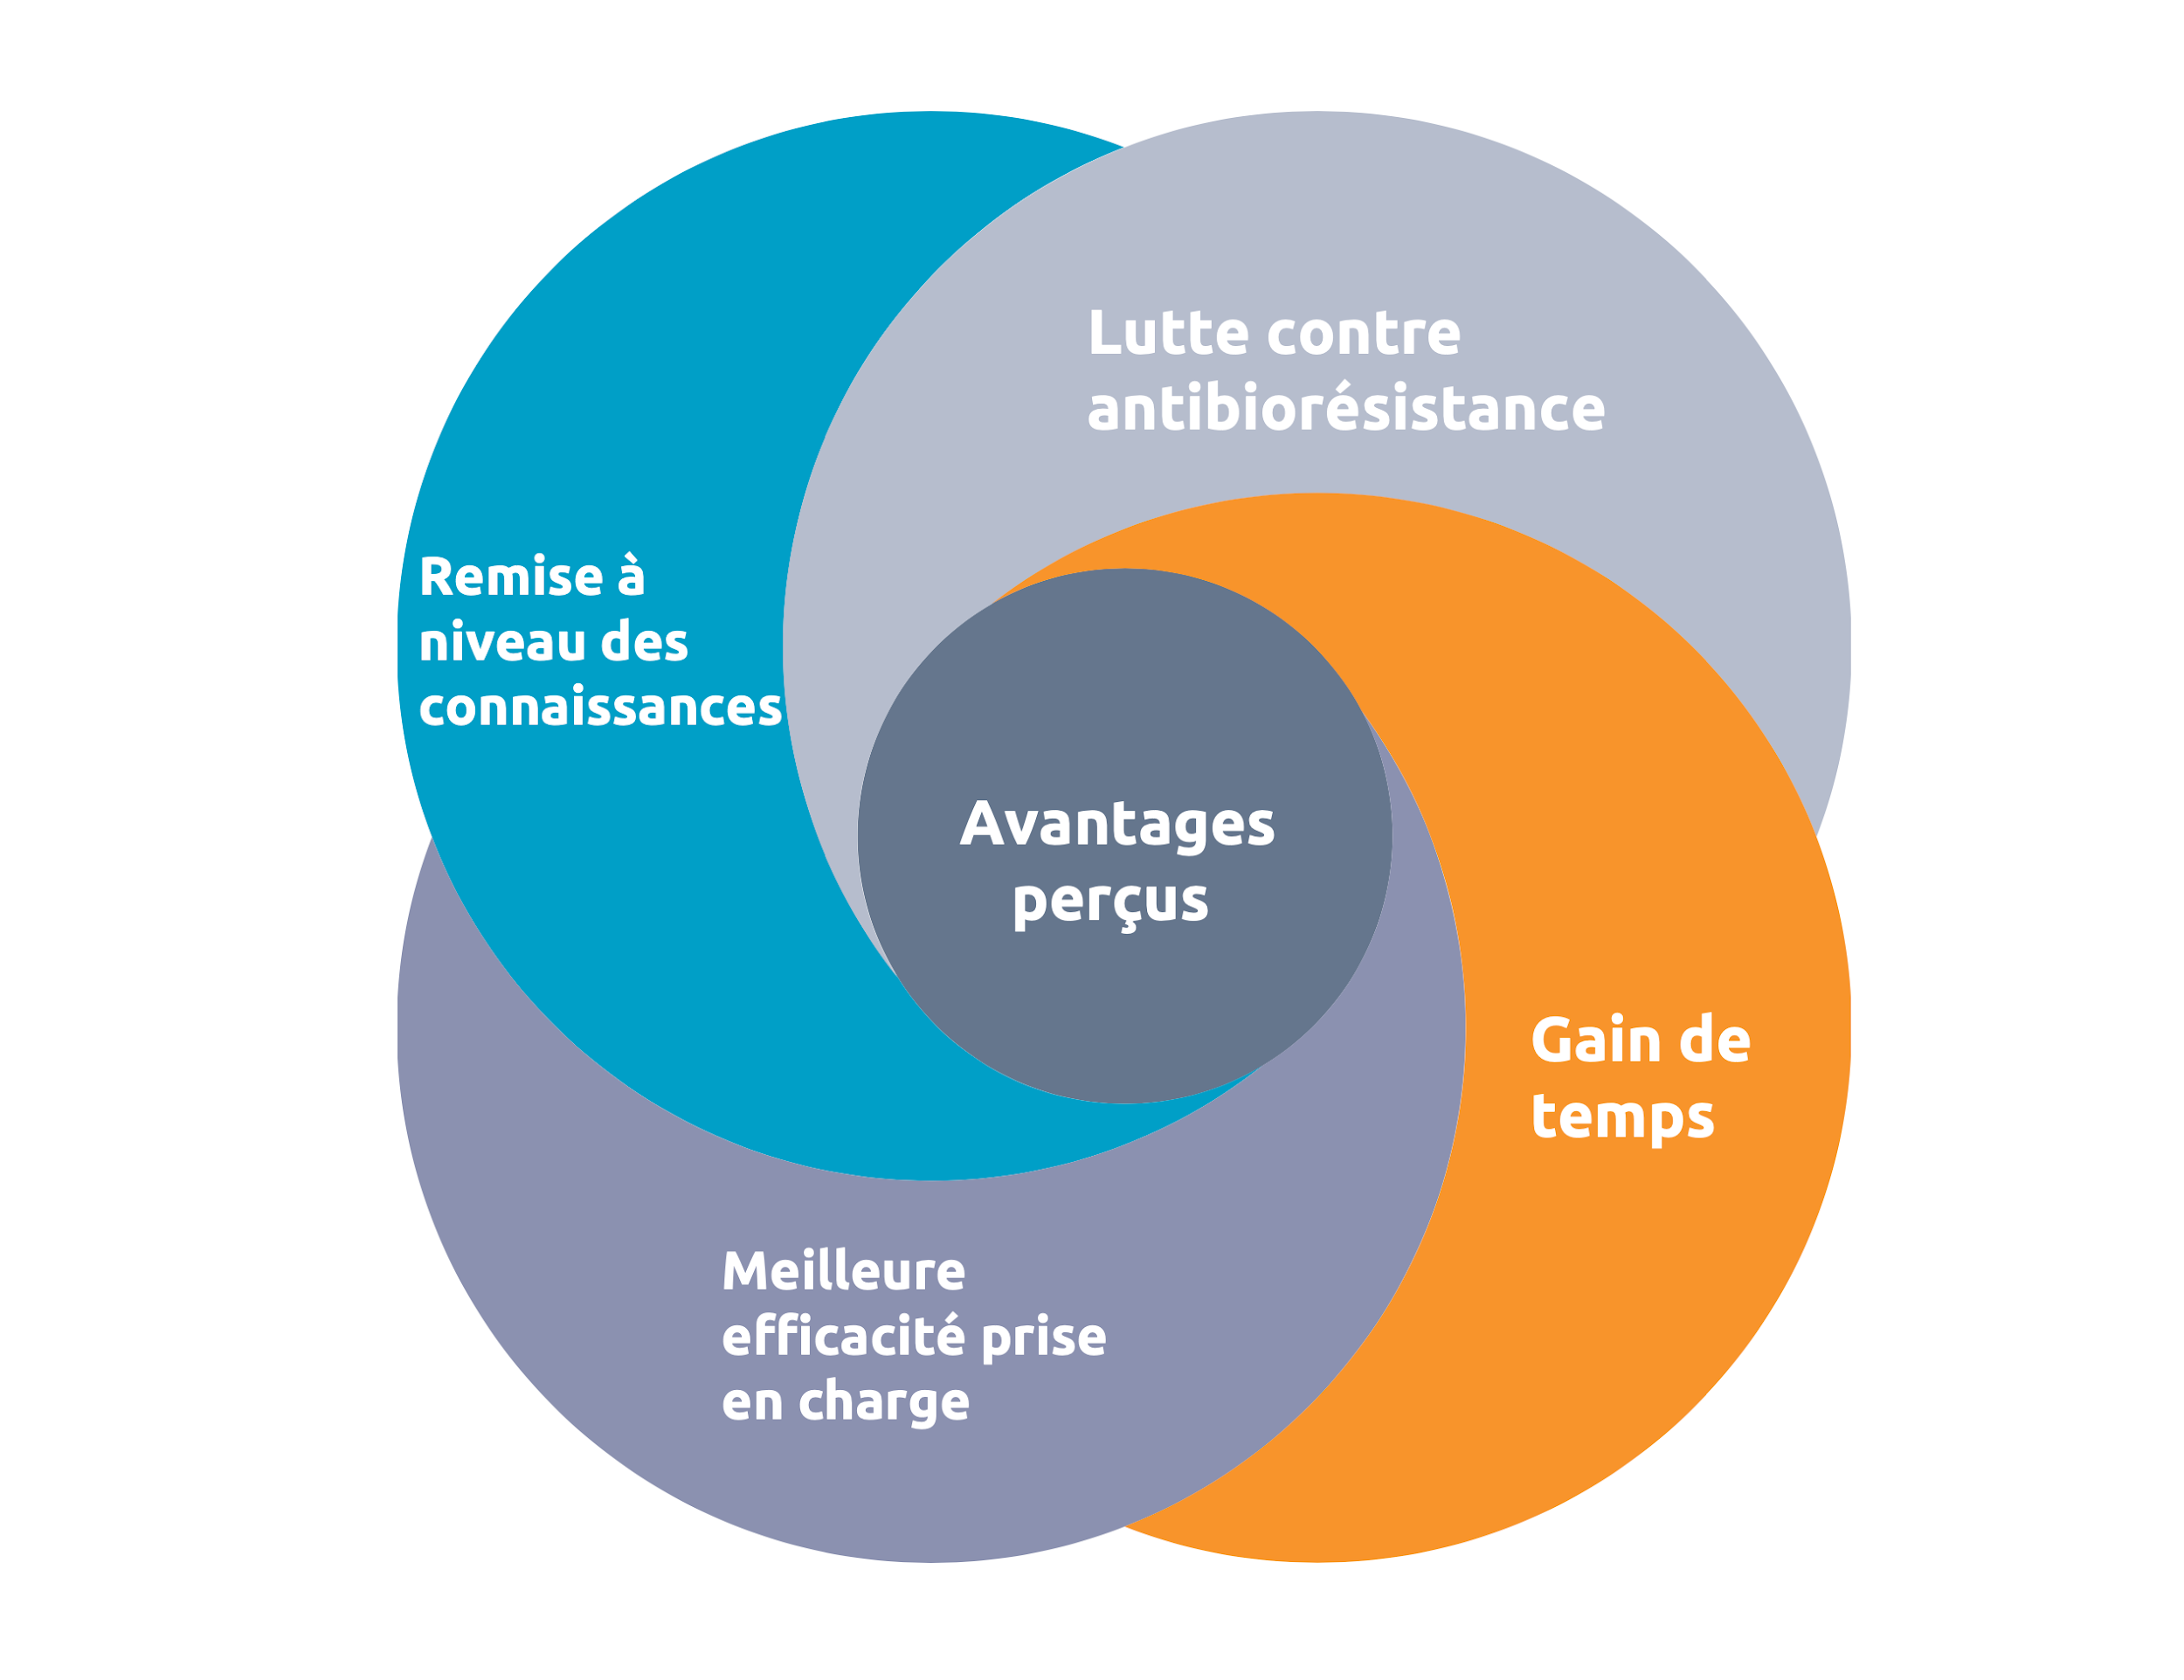 Lutte contre
antibiorésistance
Remise à
niveau des
connaissances
Avantages
perçus
Gain de
temps
Meilleure
efficacité prise
en charge